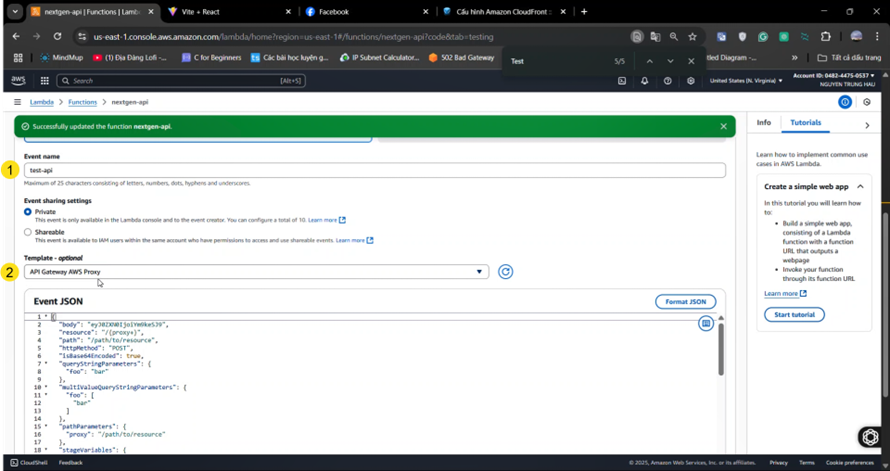 nextgen-api | Functions | Lamb
Vite + React
Facebook
Cấu hình Amazon CloudFront ::
us-east-1.console.aws.amazon.com/lambda/home?region=us-east-1#/functions/nextgen-api?code&tab=testing
MindMup
(1) Địa Đàng Lofi -...
C for Beginners
Các bài học luyện g...
IP Subnet Calculator...
502 Bad Gateway
ted Diagram -...
Tất cả dấu trang
Test
5/5
aws
Search
[Alt+S]
United States (N. Virginia)
Account ID: 0482-4475-0537
NGUYEN TRUNG HAU
Lambda
Functions
nextgen-api
Successfully updated the function nextgen-api.
Info
Tutorials
1
Event name
test-api
Maximum of 25 characters consisting of letters, numbers, dots, hyphens and underscores.
Event sharing settings
Private
This event is only available in the Lambda console and to the event creator. You can configure a total of 10. Learn more
Shareable
This event is available to IAM users within the same account who have permissions to access and use shareable events. Learn more
Template - optional
2
API Gateway AWS Proxy
Event JSON
Format JSON
1 {
2 "body": "eyJ0ZXN0IjoiYm9keSJ9",
3 "resource": "/{proxy+}",
4 "path": "/path/to/resource",
5 "httpMethod": "POST",
6 "isBase64Encoded": true,
7 "queryStringParameters": {
8 "foo": "bar"
9 },
10 "multiValueQueryStringParameters": {
11 "foo": [
12 "bar"
13 ]
14 },
15 "pathParameters": {
16 "proxy": "/path/to/resource"
17 },
18 "stageVariables": {
Learn how to implement common use
cases in AWS Lambda.
Create a simple web app
In this tutorial you will learn how
to:
• Build a simple web app,
consisting of a Lambda
function with a function
URL that outputs a
webpage
• Invoke your function
through its function URL
Learn more
Start tutorial
CloudShell
Feedback
© 2025, Amazon Web Services, Inc. or its affiliates.
Privacy
Terms
Cookie preferences